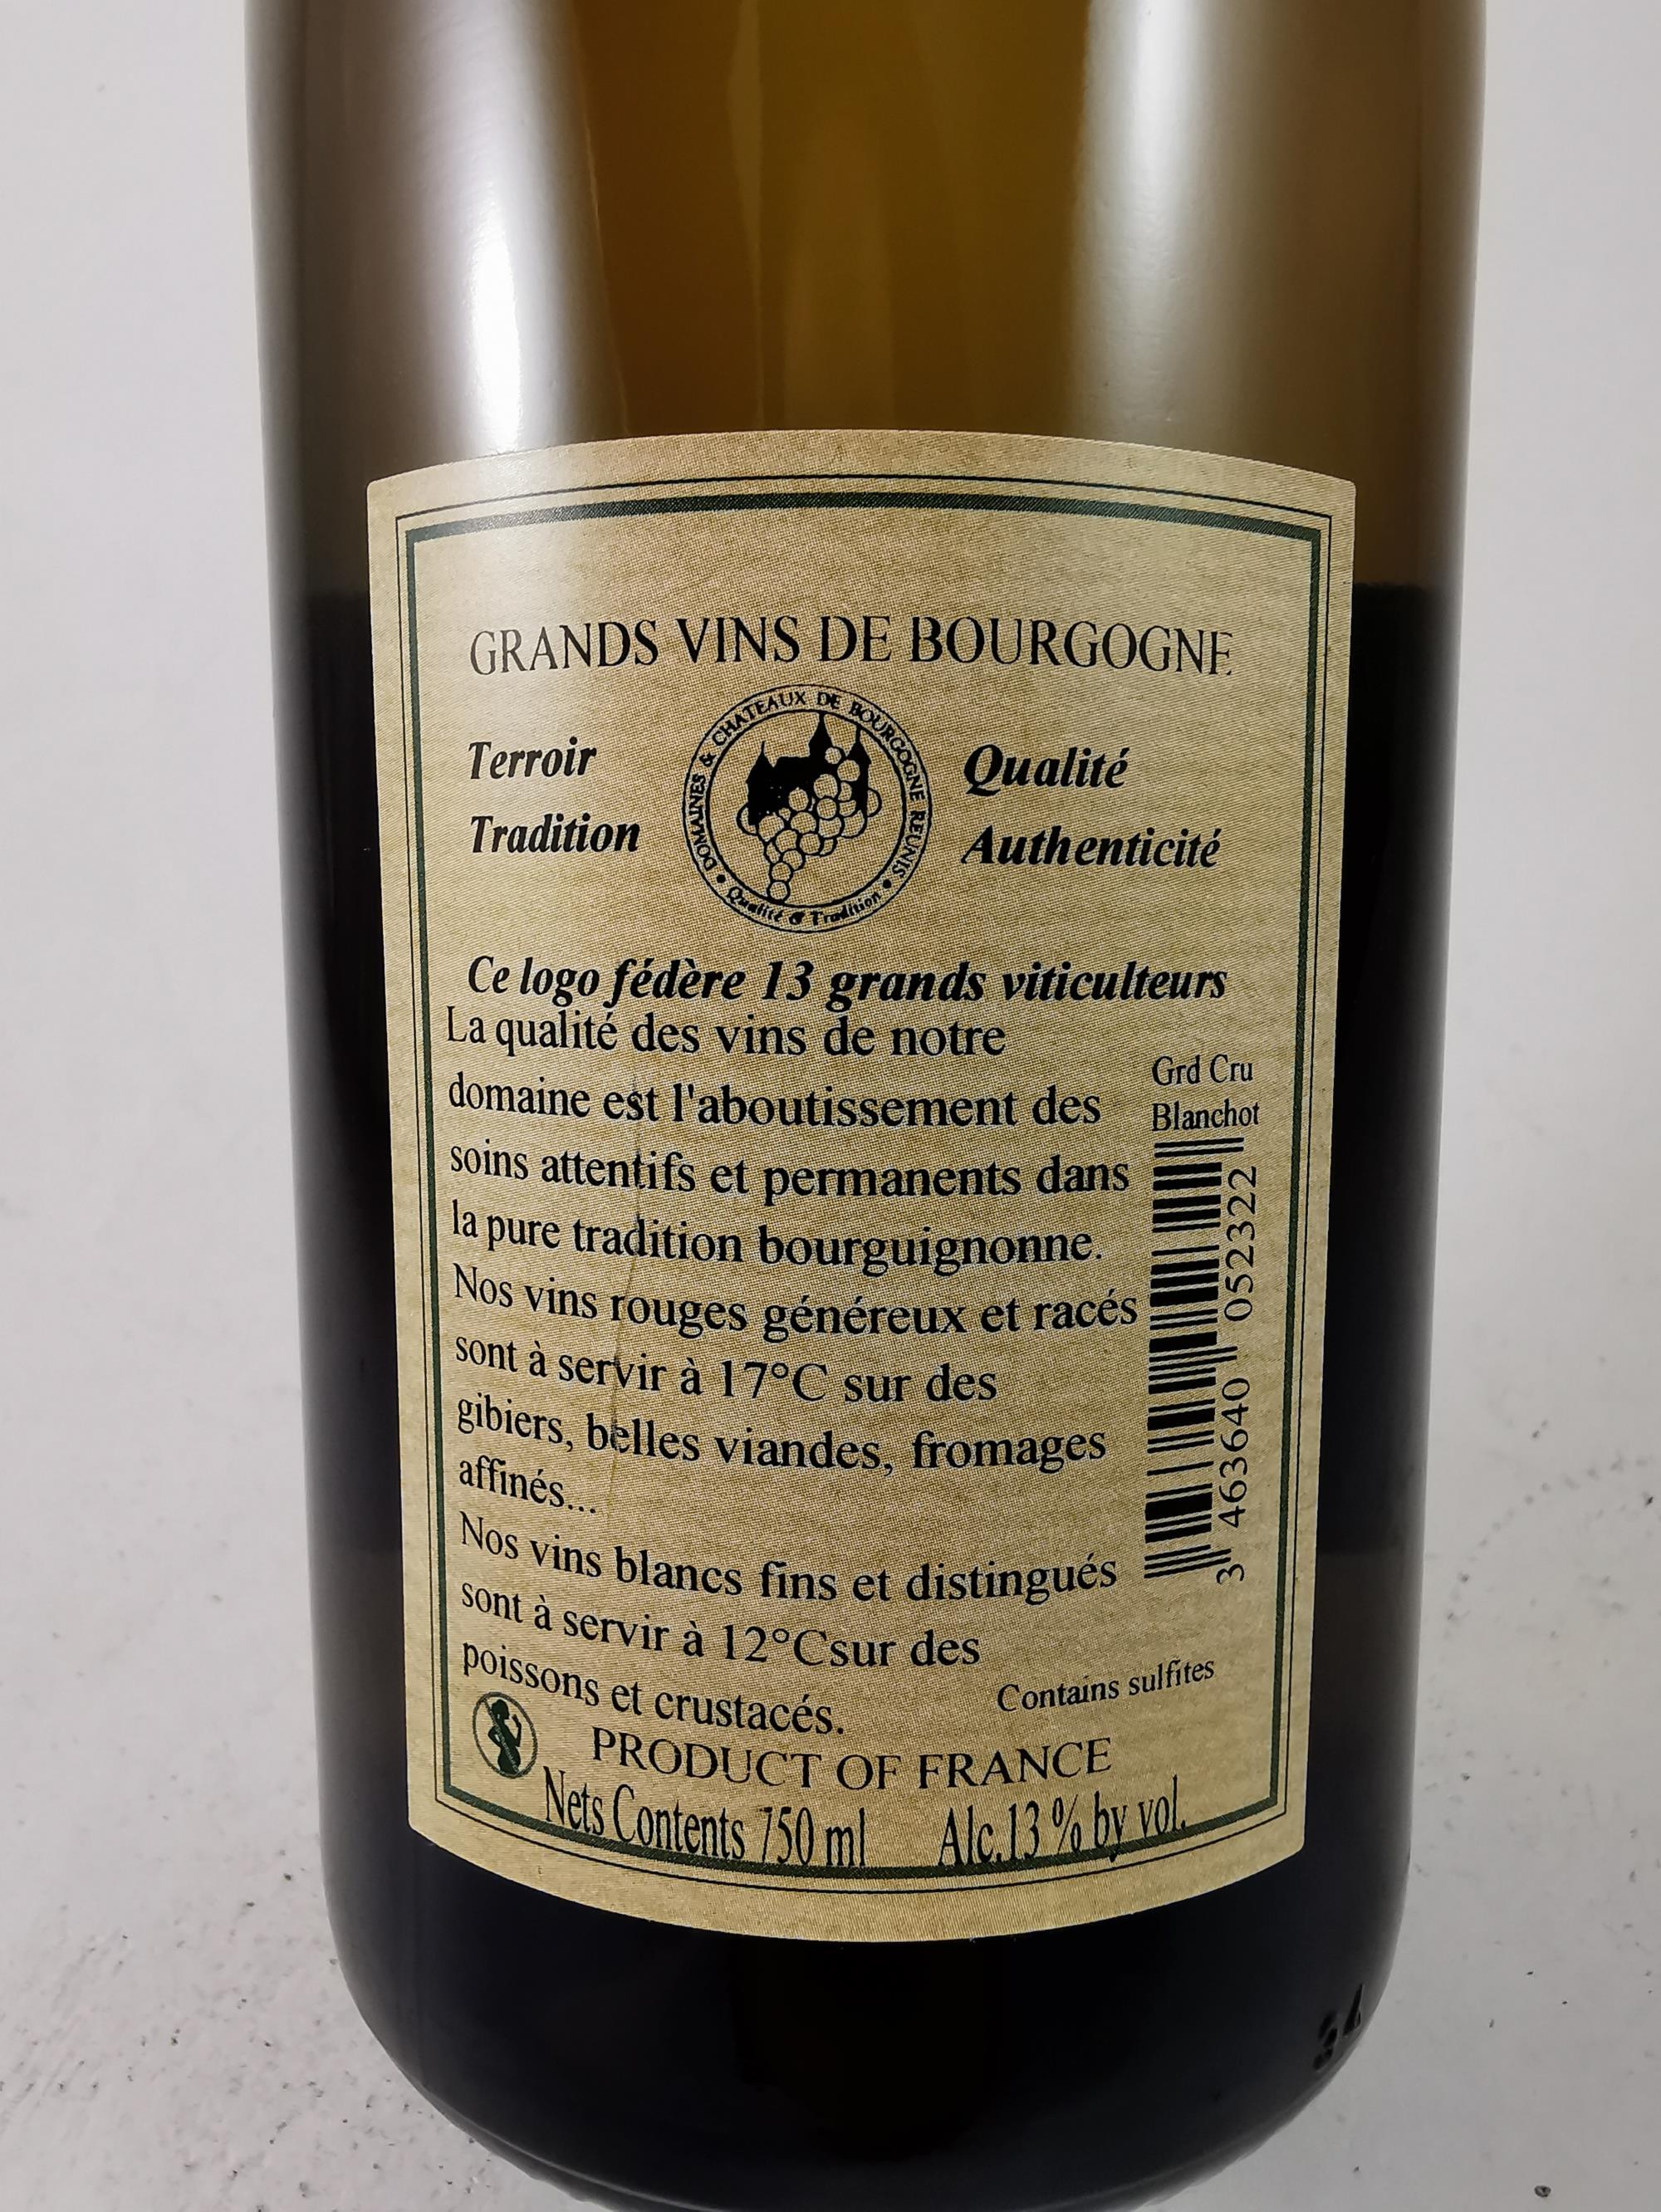 GRANDS VINS DE BOURGOGNE
Terroir
Tradition
DOMAINES & CHATEAUX DE BOURGOGNE REUNIS
Qualité & Tradition
Qualité
Authenticité
Ce logo fédère 13 grands viticulteurs
La qualité des vins de notre
domaine est l'aboutissement des
soins attentifs et permanents dans
la pure tradition bourguignonne.
Nos vins rouges généreux et racés
sont à servir à 17°C sur des
gibiers, belles viandes, fromages
affinés...
Nos vins blancs fins et distingués
sont à servir à 12°Csur des
poissons et crustacés.
Grd Cru
Blanchot
3 463640 052322
Contains sulfites
PRODUCT OF FRANCE
Nets Contents 750 ml Alc.13 % by vol.